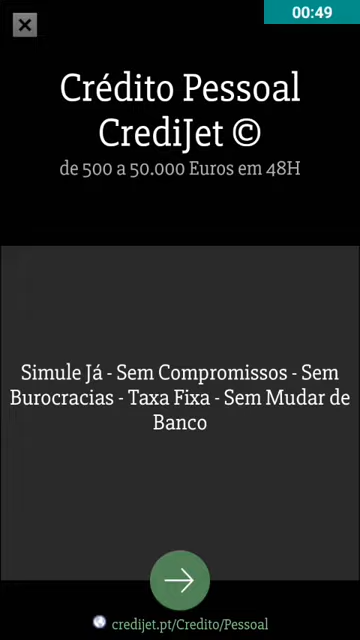 00:49
Crédito Pessoal
CrediJet ©
de 500 a 50.000 Euros em 48H
Simule Já - Sem Compromissos - Sem
Burocracias - Taxa Fixa - Sem Mudar de
Banco
credijet.pt/Credito/Pessoal